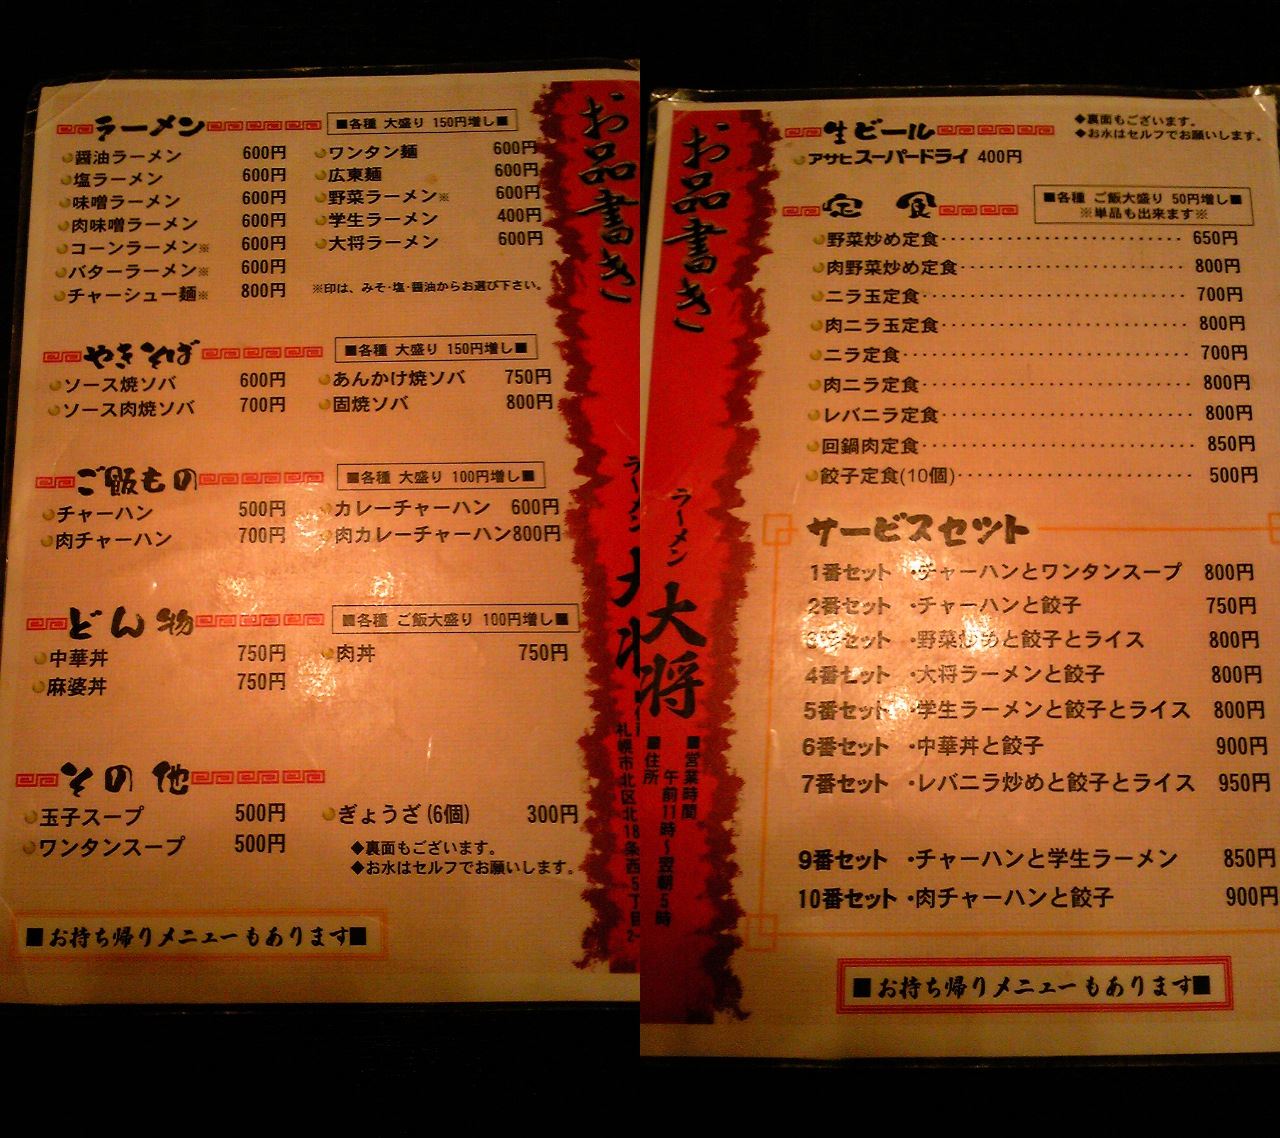 ラーメン
■各種 大盛り 150円増し■
醤油ラーメン 600円
塩ラーメン 600円
味噌ラーメン 600円
肉味噌ラーメン 600円
コーンラーメン※ 600円
バターラーメン※ 600円
チャーシュー麺※ 800円
ワンタン麺 600円
広東麺 600円
野菜ラーメン※ 600円
学生ラーメン 400円
大将ラーメン 600円
※印は、みそ・塩・醤油からお選び下さい。
やきそば
■各種 大盛り 150円増し■
ソース焼ソバ 600円
ソース肉焼ソバ 700円
あんかけ焼ソバ 750円
固焼ソバ 800円
ご飯もの
■各種 大盛り 100円増し■
チャーハン 500円
肉チャーハン 700円
カレーチャーハン 600円
肉カレーチャーハン 800円
どん物
■各種 ご飯大盛り 100円増し■
中華丼 750円
麻婆丼 750円
肉丼 750円
その他
玉子スープ 500円
ワンタンスープ 500円
ぎょうざ(6個) 300円
◆裏面もございます。
◆お水はセルフでお願いします。
■お持ち帰りメニューもあります■
お品書き
札幌市北区北18条西5丁目2-
お品書き
ラーメン
大将
■営業時間
午前11時～翌朝5時
■住所
生ビール
◆裏面もございます。
◆お水はセルフでお願いします。
アサヒスーパードライ 400円
定食
■各種 ご飯大盛り 50円増し■
※単品も出来ます※
野菜炒め定食 650円
肉野菜炒め定食 800円
ニラ玉定食 700円
肉ニラ玉定食 800円
ニラ定食 700円
肉ニラ定食 800円
レバニラ定食 800円
回鍋肉定食 850円
餃子定食(10個) 500円
サービスセット
1番セット ・チャーハンとワンタンスープ 800円
2番セット ・チャーハンと餃子 750円
3番セット ・野菜炒めと餃子とライス 800円
4番セット ・大将ラーメンと餃子 800円
5番セット ・学生ラーメンと餃子とライス 800円
6番セット ・中華丼と餃子 900円
7番セット ・レバニラ炒めと餃子とライス 950円
9番セット ・チャーハンと学生ラーメン 850円
10番セット ・肉チャーハンと餃子 900円
■お持ち帰りメニューもあります■